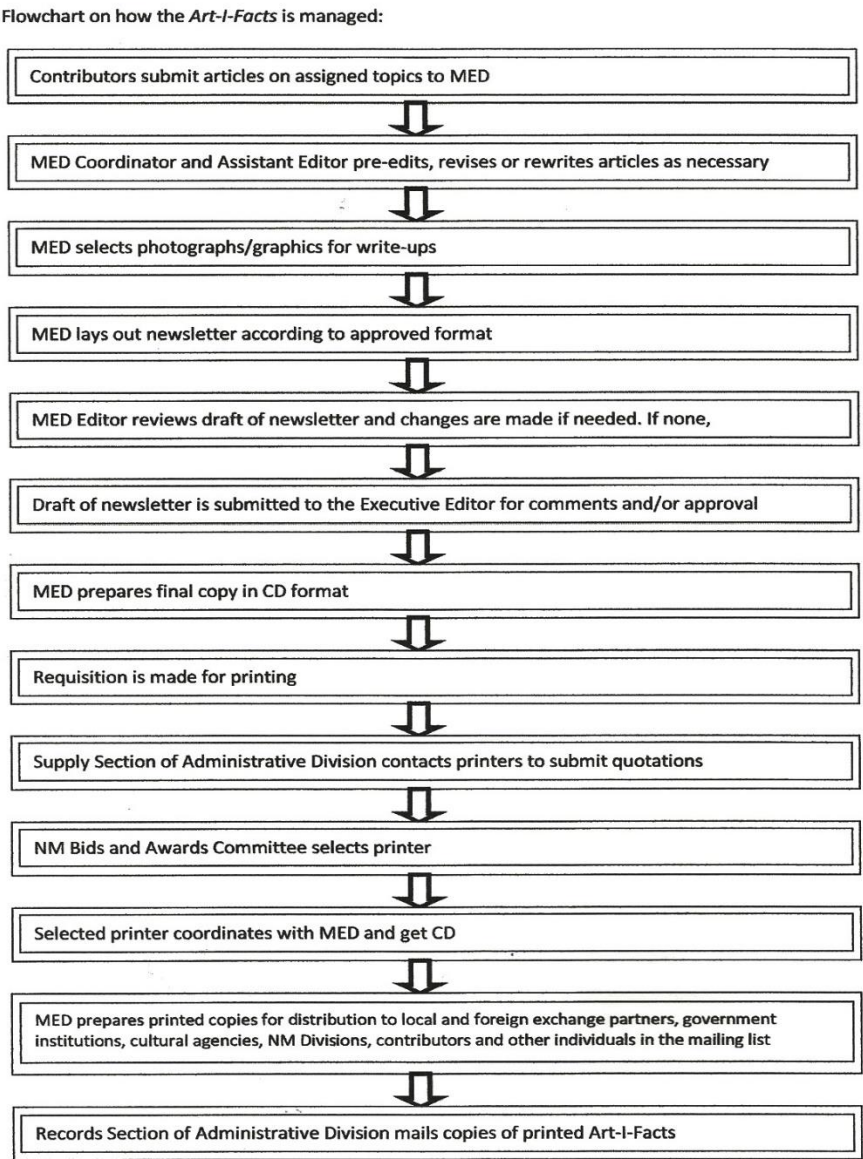 Flowchart on how the Art-I-Facts is managed:
Contributors submit articles on assigned topics to MED
MED Coordinator and Assistant Editor pre-edits, revises or rewrites articles as necessary
MED selects photographs/graphics for write-ups
MED lays out newsletter according to approved format
MED Editor reviews draft of newsletter and changes are made if needed. If none,
Draft of newsletter is submitted to the Executive Editor for comments and/or approval
MED prepares final copy in CD format
Requisition is made for printing
Supply Section of Administrative Division contacts printers to submit quotations
NM Bids and Awards Committee selects printer
Selected printer coordinates with MED and get CD
MED prepares printed copies for distribution to local and foreign exchange partners, government
institutions, cultural agencies, NM Divisions, contributors and other individuals in the mailing list
Records Section of Administrative Division mails copies of printed Art-I-Facts